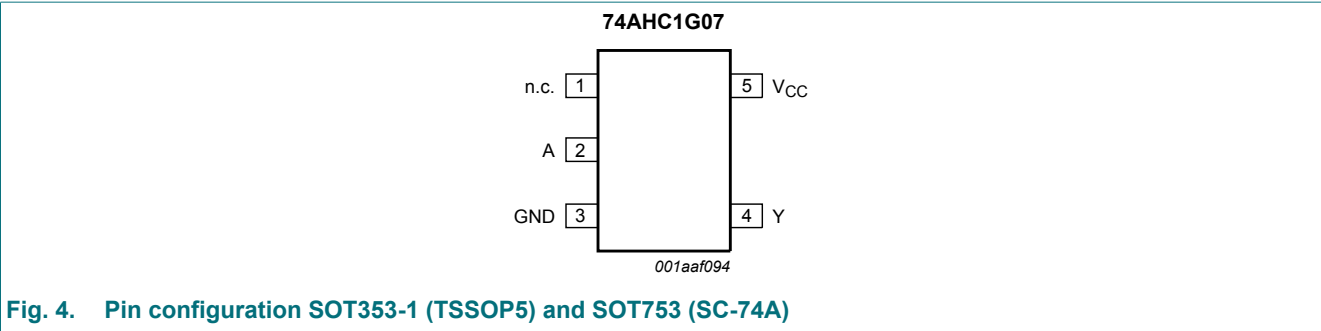 74AHC1G07
n.c. 1
5 VCC
A 2
GND 3
4 Y
001aaf094
Fig. 4. Pin configuration SOT353-1 (TSSOP5) and SOT753 (SC-74A)